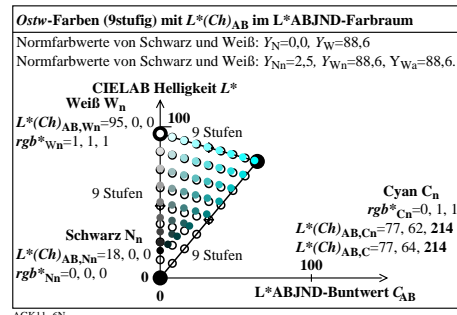 Ostw-Farben (9stufig) mit L*(Ch)AB im L*ABJND-Farbraum
Normfarbwerte von Schwarz und Weiß: YN=0,0, YW=88,6
Normfarbwerte von Schwarz und Weiß: YNn=2,5, YWn=88,6, YWa=88,6.
CIELAB Helligkeit L*
Weiß Wn
100
L*(Ch)AB,Wn=95, 0, 0
9 Stufen
rgb*Wn=1, 1, 1
9 Stufen
Cyan Cn
rgb*Cn=0, 1, 1
L*(Ch)AB,Cn=77, 62, 214
Schwarz Nn
L*(Ch)AB,C=77, 64, 214
L*(Ch)AB,Nn=18, 0, 0
9 Stufen
rgb*Nn=0, 0, 0
0
100
0
L*ABJND-Buntwert CAB